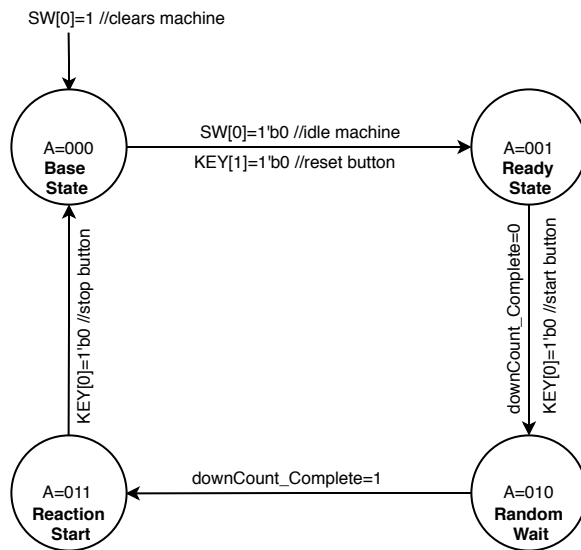 SW[0]=1 //clears machine
A=000
Base
State
SW[0]=1'b0 //idle machine
KEY[1]=1'b0 //reset button
A=001
Ready
State
KEY[0]=1'b0 //stop button
downCount_Complete=0
KEY[0]=1'b0 //start button
A=011
Reaction
Start
downCount_Complete=1
A=010
Random
Wait